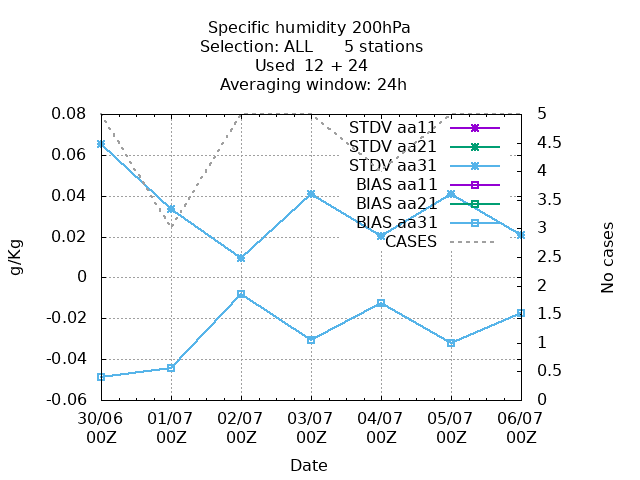 Specific humidity 200hPa
Selection: ALL      5 stations
Used  12 + 24
Averaging window: 24h
0.08
0.06
0.04
0.02
0
-0.02
-0.04
-0.06
g/Kg
STDV aa11
STDV aa21
STDV aa31
BIAS aa11
BIAS aa21
BIAS aa31
CASES
5
4.5
4
3.5
3
2.5
2
1.5
1
0.5
0
No cases
30/06 01/07 02/07 03/07 04/07 05/07 06/07
00Z 00Z 00Z 00Z 00Z 00Z 00Z
Date